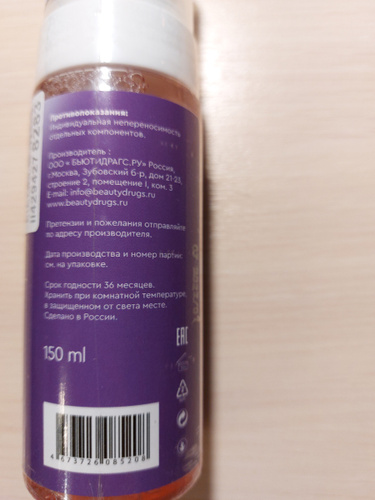 Противопоказания:
Индивидуальная непереносимость
отдельных компонентов.
Производитель :
ООО « БЬЮТИДРАГС.РУ» Россия,
г.Москва, Зубовский б-р, дом 21-23,
строение 2, помещение I, ком. 3
E-mail: info@beautydrugs.ru
www.beautydrugs.ru
Претензии и пожелания отправляйте
по адресу производителя.
Дата производства и номер партии:
см. на упаковке.
Срок годности 36 месяцев.
Хранить при комнатной температуре,
в защищенном от света месте.
Сделано в России.
150 ml
EAC
4 673726 085208